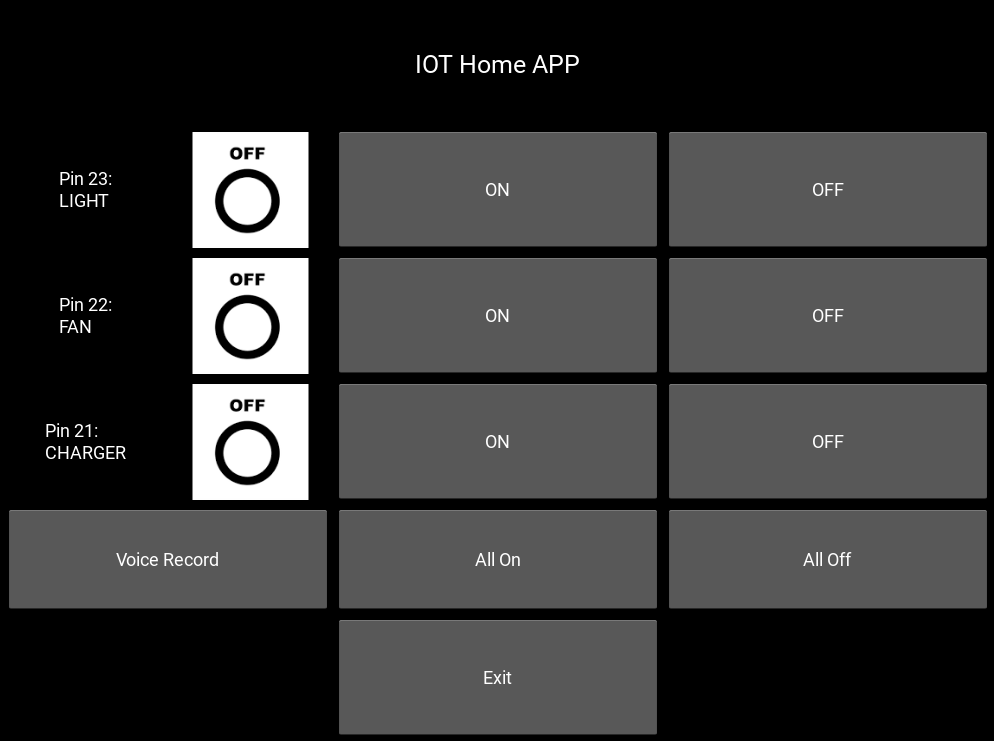 IOT Home APP
Pin 23:
LIGHT
OFF
ON
OFF
Pin 22:
FAN
OFF
ON
OFF
Pin 21:
CHARGER
OFF
ON
OFF
Voice Record
All On
All Off
Exit